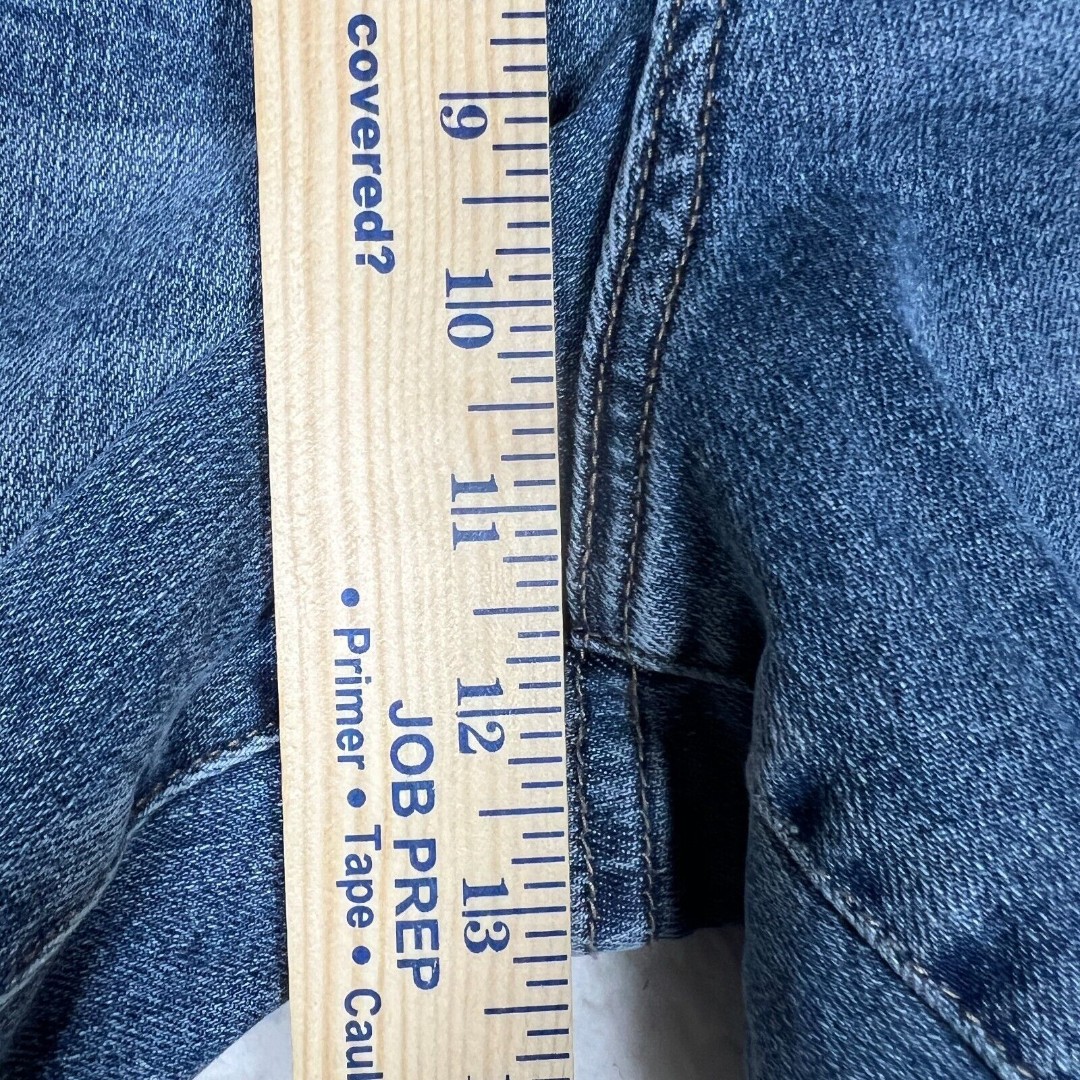 covered?
9
10
11
12
13
JOB PREP
• Primer • Tape •